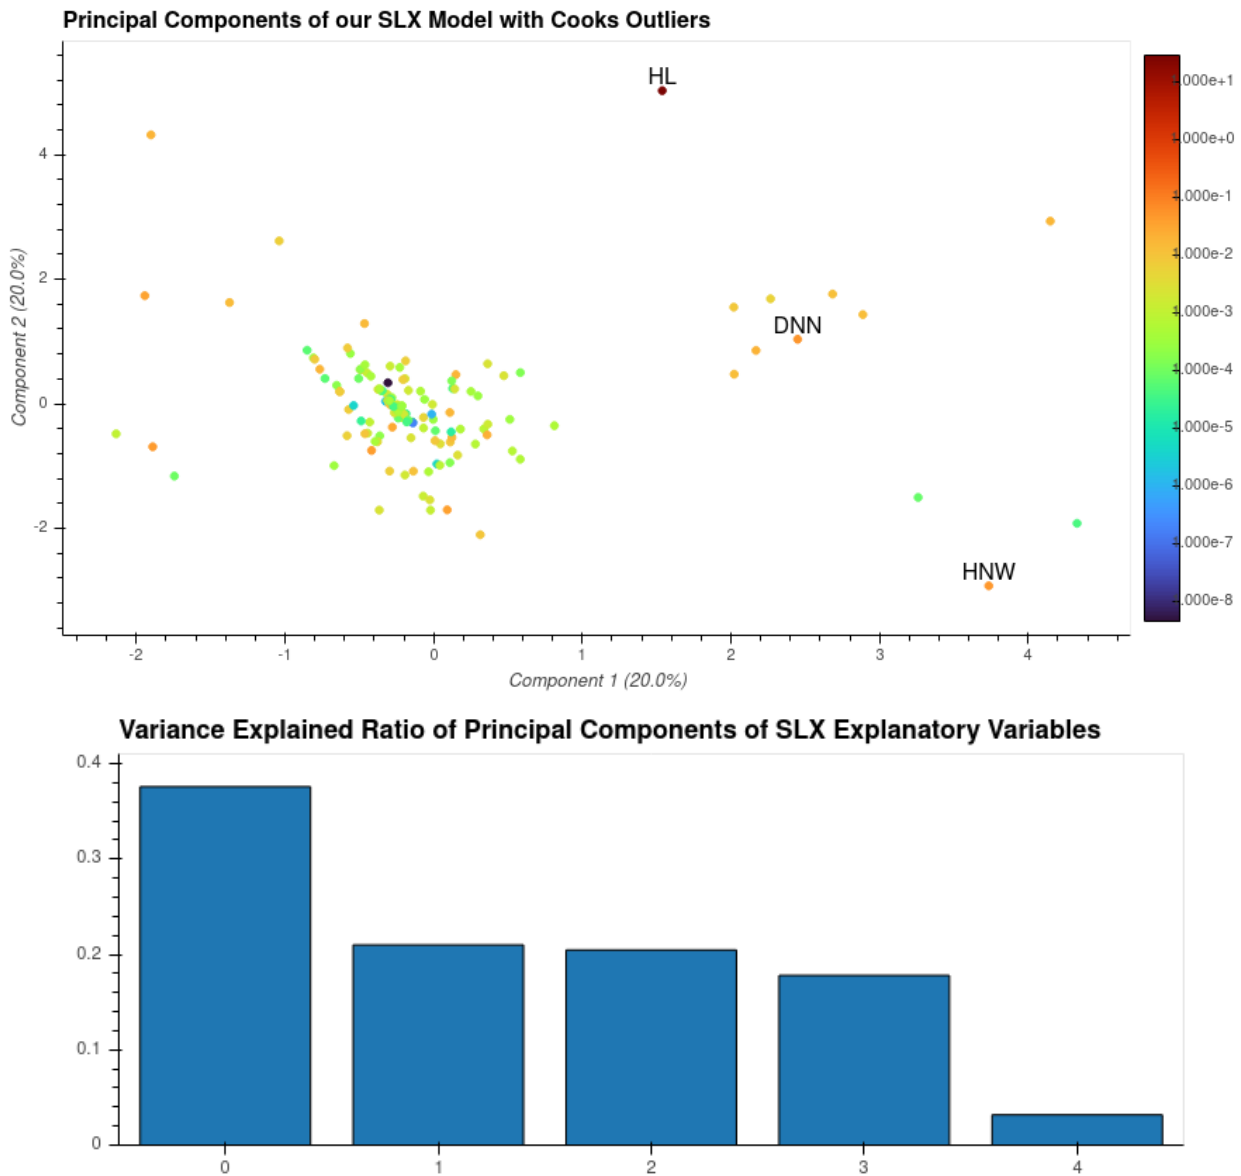 Principal Components of our SLX Model with Cooks Outliers
HL
DNN
HNW
4
2
0
-2
Component 2 (20.0%)
-2
-1
0
1
2
3
4
Component 1 (20.0%)
.000e+1
.000e+0
.000e-1
.000e-2
.000e-3
.000e-4
.000e-5
.000e-6
.000e-7
.000e-8
Variance Explained Ratio of Principal Components of SLX Explanatory Variables
0.4
0.3
0.2
0.1
0
0
1
2
3
4